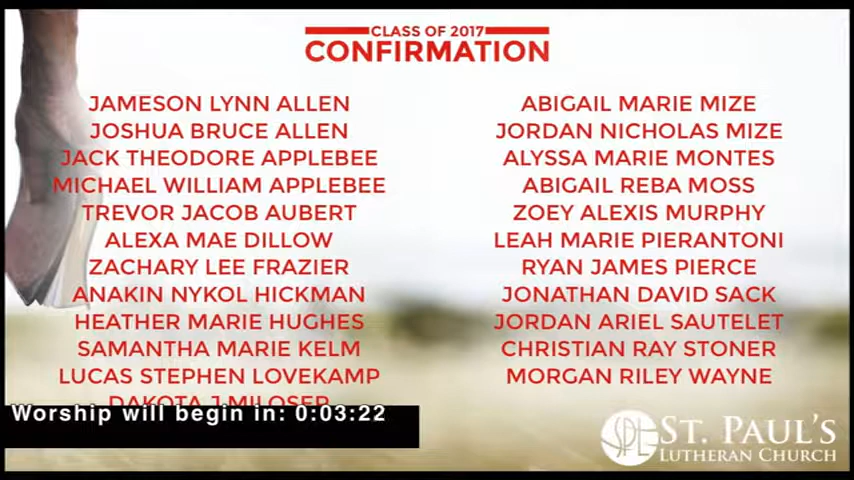 CLASS OF 2017
CONFIRMATION
JAMESON LYNN ALLEN
JOSHUA BRUCE ALLEN
JACK THEODORE APPLEBEE
MICHAEL WILLIAM APPLEBEE
TREVOR JACOB AUBERT
ALEXA MAE DILLOW
ZACHARY LEE FRAZIER
ANAKIN NYKOL HICKMAN
HEATHER MARIE HUGHES
SAMANTHA MARIE KELM
LUCAS STEPHEN LOVEKAMP
DAKOTA J MILOSER
ABIGAIL MARIE MIZE
JORDAN NICHOLAS MIZE
ALYSSA MARIE MONTES
ABIGAIL REBA MOSS
ZOEY ALEXIS MURPHY
LEAH MARIE PIERANTONI
RYAN JAMES PIERCE
JONATHAN DAVID SACK
JORDAN ARIEL SAUTELET
CHRISTIAN RAY STONER
MORGAN RILEY WAYNE
Worship will begin in: 0:03:22
SPL ST. PAUL'S
LUTHERAN CHURCH